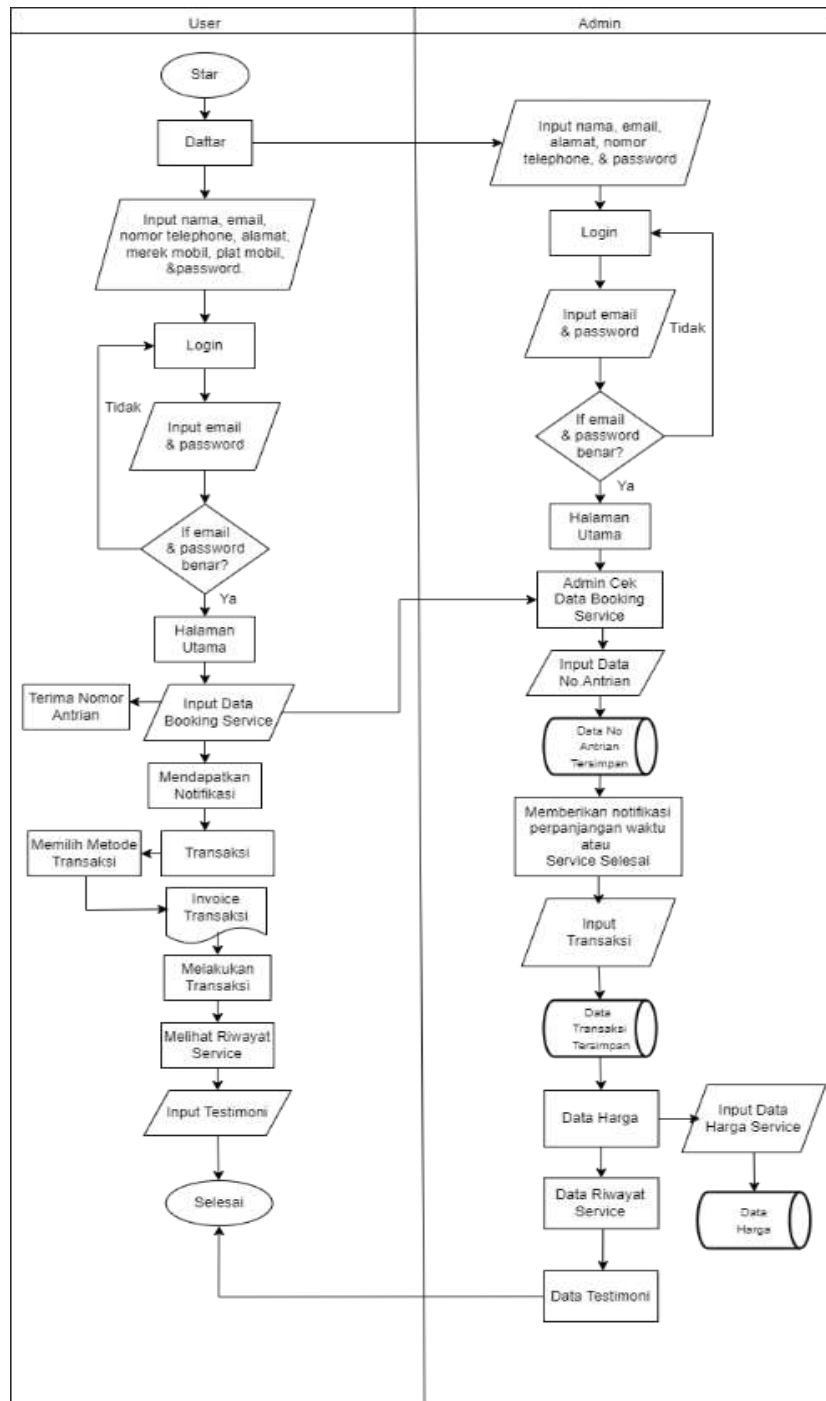 User
Admin
Star
Daftar
Input nama, email,
nomor telephone, alamat,
merek mobil, plat mobil,
&password.
Login
Tidak
Input email
& password
If email
& password
benar?
Ya
Halaman
Utama
Terima Nomor
Antrian
Input Data
Booking Service
Mendapatkan
Notifikasi
Memilih Metode
Transaksi
Transaksi
Invoice
Transaksi
Melakukan
Transaksi
Melihat Riwayat
Service
Input Testimoni
Selesai
Input nama, email,
alamat, nomor
telephone, & password
Login
Input email
& password
Tidak
If email
& password
benar?
Ya
Halaman
Utama
Admin Cek
Data Booking
Service
Input Data
No.Antrian
Data No
Antrian
Tersimpan
Memberikan notifikasi
perpanjangan waktu
atau
Service Selesai
Input
Transaksi
Data
Transaksi
Tersimpan
Data Harga
Input Data
Harga Service
Data
Harga
Data Riwayat
Service
Data Testimoni